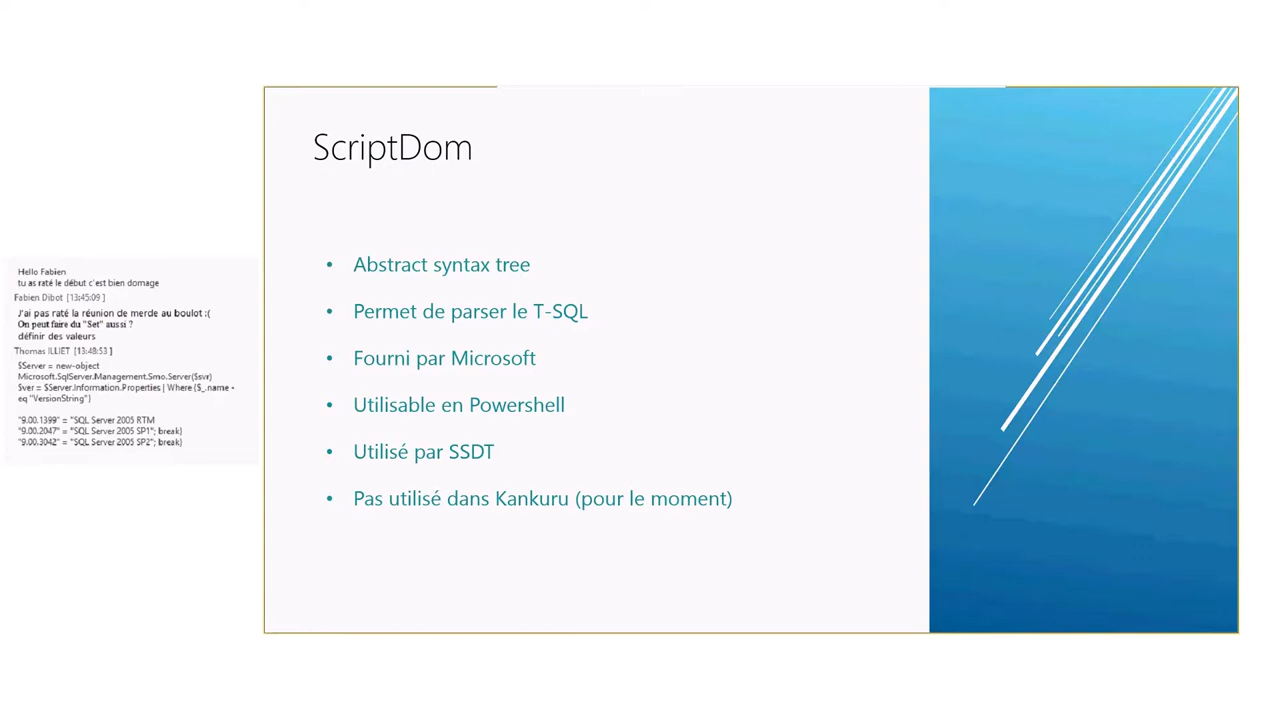 Hello Fabien
tu as raté le début c'est bien domage
Fabien Dibot [13:45:09 ]
J'ai pas raté la réunion de merde au boulot :(
On peut faire du "Set" aussi ?
définir des valeurs
Thomas ILLIET [13:48:53 ]
$Server = new-object
Microsoft.SqlServer.Management.Smo.Server($svr)
$ver = $Server.Information.Properties | Where {$_.name -
eq "VersionString"}
"9.00.1399" = "SQL Server 2005 RTM
"9.00.2047" = "SQL Server 2005 SP1"; break}
"9.00.3042" = "SQL Server 2005 SP2"; break}
ScriptDom
• Abstract syntax tree
• Permet de parser le T-SQL
• Fourni par Microsoft
• Utilisable en Powershell
• Utilisé par SSDT
• Pas utilisé dans Kankuru (pour le moment)